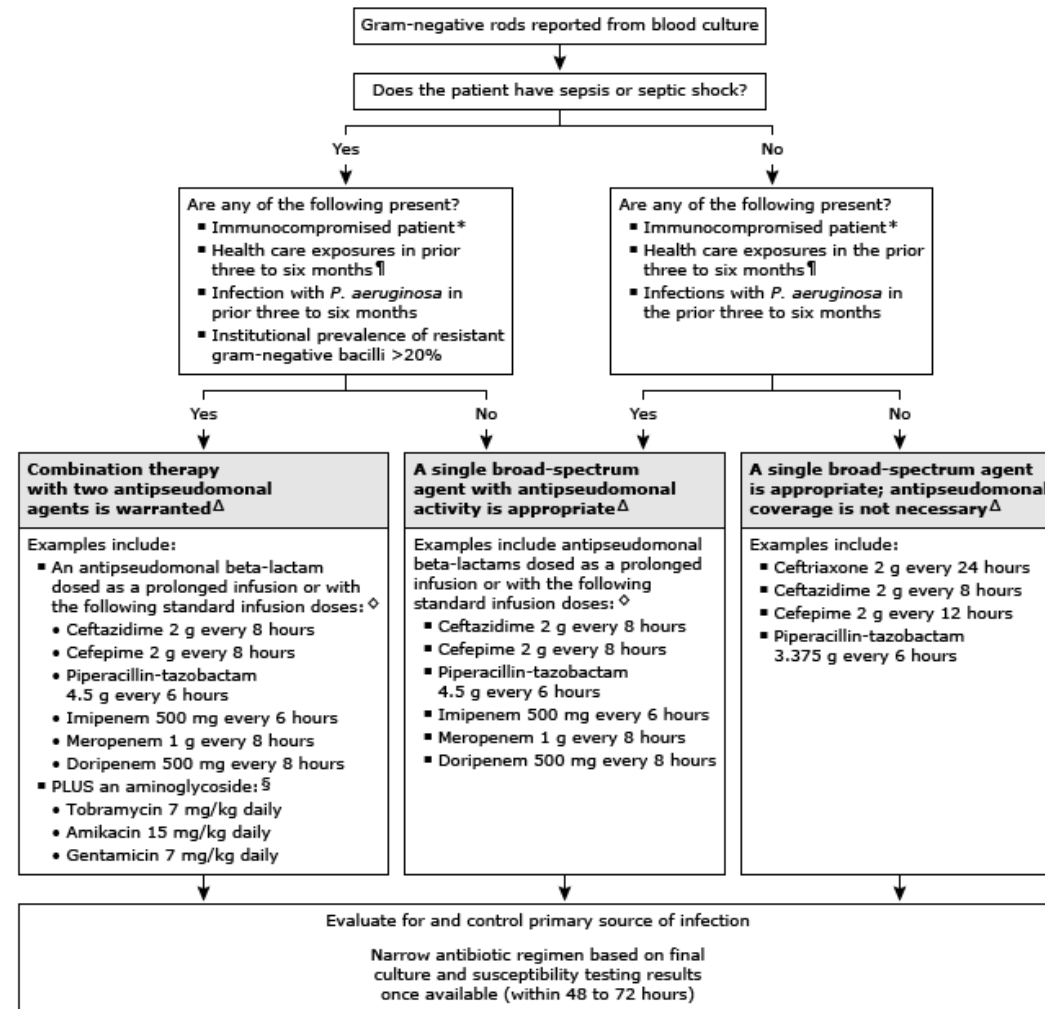 Gram-negative rods reported from blood culture
Does the patient have sepsis or septic shock?
Yes
No
Are any of the following present?
▪ Immunocompromised patient*
▪ Health care exposures in prior
three to six months¶
▪ Infection with P. aeruginosa in
prior three to six months
▪ Institutional prevalence of resistant
gram-negative bacilli >20%
Are any of the following present?
▪ Immunocompromised patient*
▪ Health care exposures in the prior
three to six months¶
▪ Infections with P. aeruginosa in
the prior three to six months
Yes
No
Yes
No
Combination therapy
with two antipseudomonal
agents is warrantedΔ
Examples include:
▪ An antipseudomonal beta-lactam
dosed as a prolonged infusion or with
the following standard infusion doses:◇
• Ceftazidime 2 g every 8 hours
• Cefepime 2 g every 8 hours
• Piperacillin-tazobactam
4.5 g every 6 hours
• Imipenem 500 mg every 6 hours
• Meropenem 1 g every 8 hours
• Doripenem 500 mg every 8 hours
▪ PLUS an aminoglycoside:§
• Tobramycin 7 mg/kg daily
• Amikacin 15 mg/kg daily
• Gentamicin 7 mg/kg daily
A single broad-spectrum
agent with antipseudomonal
activity is appropriateΔ
Examples include antipseudomonal
beta-lactams dosed as a prolonged
infusion or with the following
standard infusion doses:◇
▪ Ceftazidime 2 g every 8 hours
▪ Cefepime 2 g every 8 hours
▪ Piperacillin-tazobactam
4.5 g every 6 hours
▪ Imipenem 500 mg every 6 hours
▪ Meropenem 1 g every 8 hours
▪ Doripenem 500 mg every 8 hours
A single broad-spectrum agent
is appropriate; antipseudomonal
coverage is not necessaryΔ
Examples include:
▪ Ceftriaxone 2 g every 24 hours
▪ Ceftazidime 2 g every 8 hours
▪ Cefepime 2 g every 12 hours
▪ Piperacillin-tazobactam
3.375 g every 6 hours
Evaluate for and control primary source of infection
Narrow antibiotic regimen based on final
culture and susceptibility testing results
once available (within 48 to 72 hours)